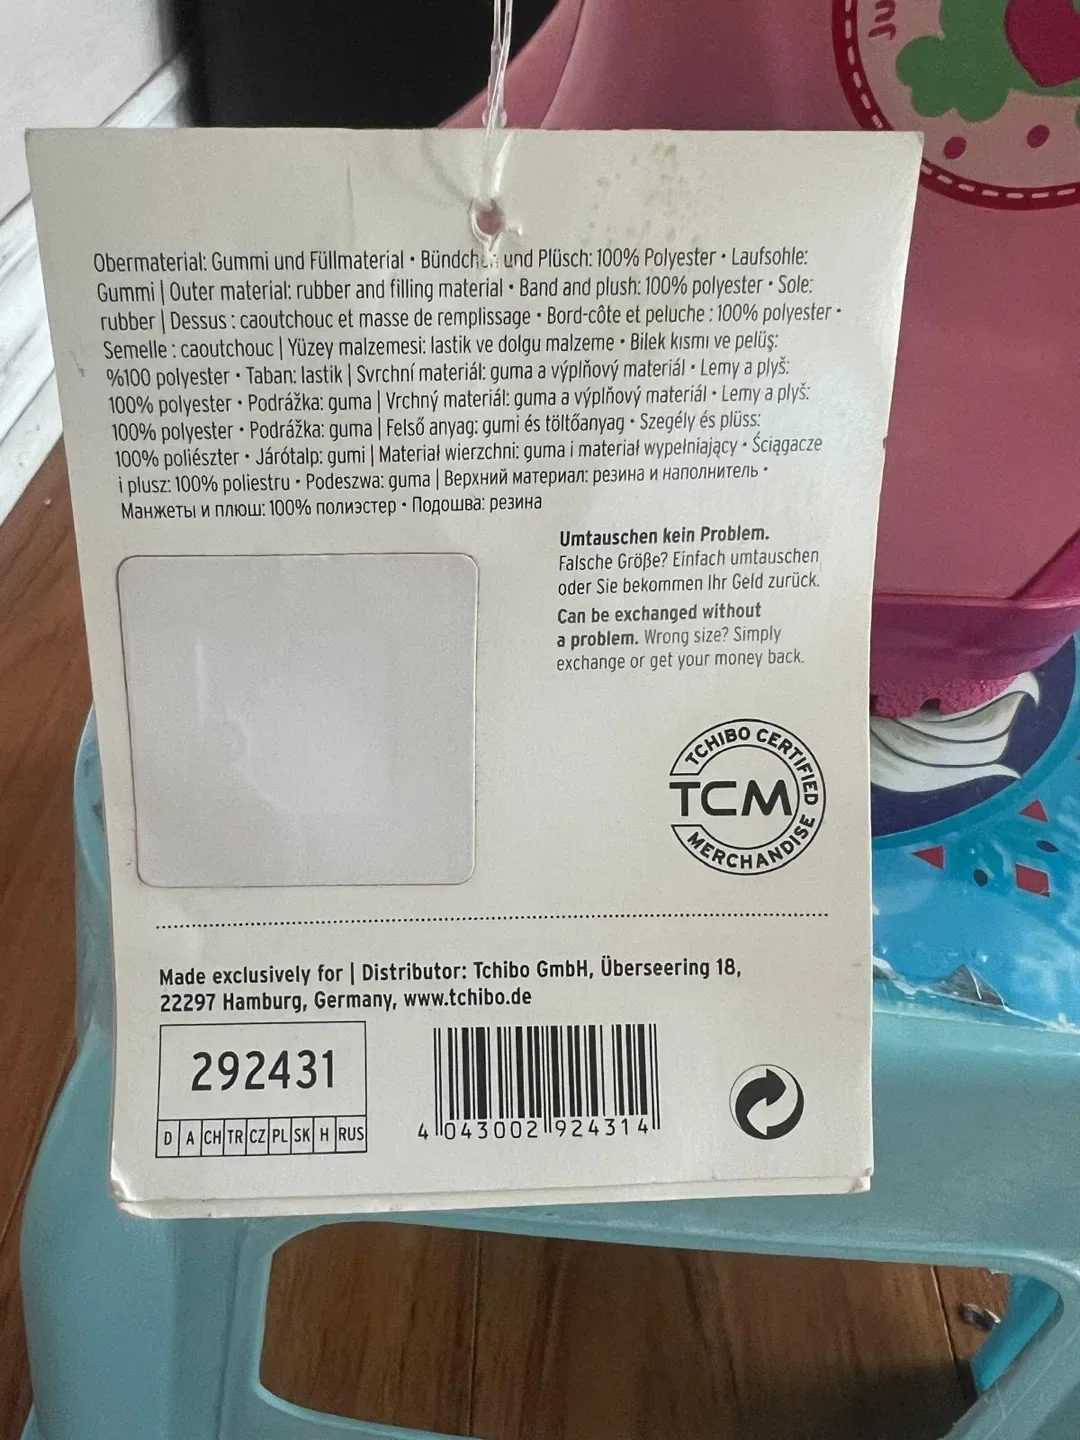 Ju
Obermaterial: Gummi und Füllmaterial • Bündchen und Plüsch: 100% Polyester • Laufsohle:
Gummi | Outer material: rubber and filling material • Band and plush: 100% polyester • Sole:
rubber | Dessus : caoutchouc et masse de remplissage • Bord-côte et peluche : 100% polyester •
Semelle : caoutchouc | Yüzey malzemesi: lastik ve dolgu malzeme • Bilek kısmı ve pelüş:
%100 polyester • Taban: lastik | Svrchní materiál: guma a výplňový materiál • Lemy a plyš:
100% polyester • Podrážka: guma | Vrchný materiál: guma a výplňový materiál • Lemy a plyš:
100% polyester • Podrážka: guma | Felső anyag: gumi és töltőanyag • Szegély és plüss:
100% poliészter • Járótalp: gumi | Materiał wierzchni: guma i materiał wypełniający • Ściągacze
i plusz: 100% poliestru • Podeszwa: guma | Верхний материал: резина и наполнитель •
Манжеты и плюш: 100% полиэстер • Подошва: резина
Umtauschen kein Problem.
Falsche Größe? Einfach umtauschen
oder Sie bekommen Ihr Geld zurück.
Can be exchanged without
a problem. Wrong size? Simply
exchange or get your money back.
TCHIBO CERTIFIED
TCM
MERCHANDISE
Made exclusively for | Distributor: Tchibo GmbH, Überseering 18,
22297 Hamburg, Germany, www.tchibo.de
292431
D A CH TR CZ PL SK H RUS
4 043002 924314